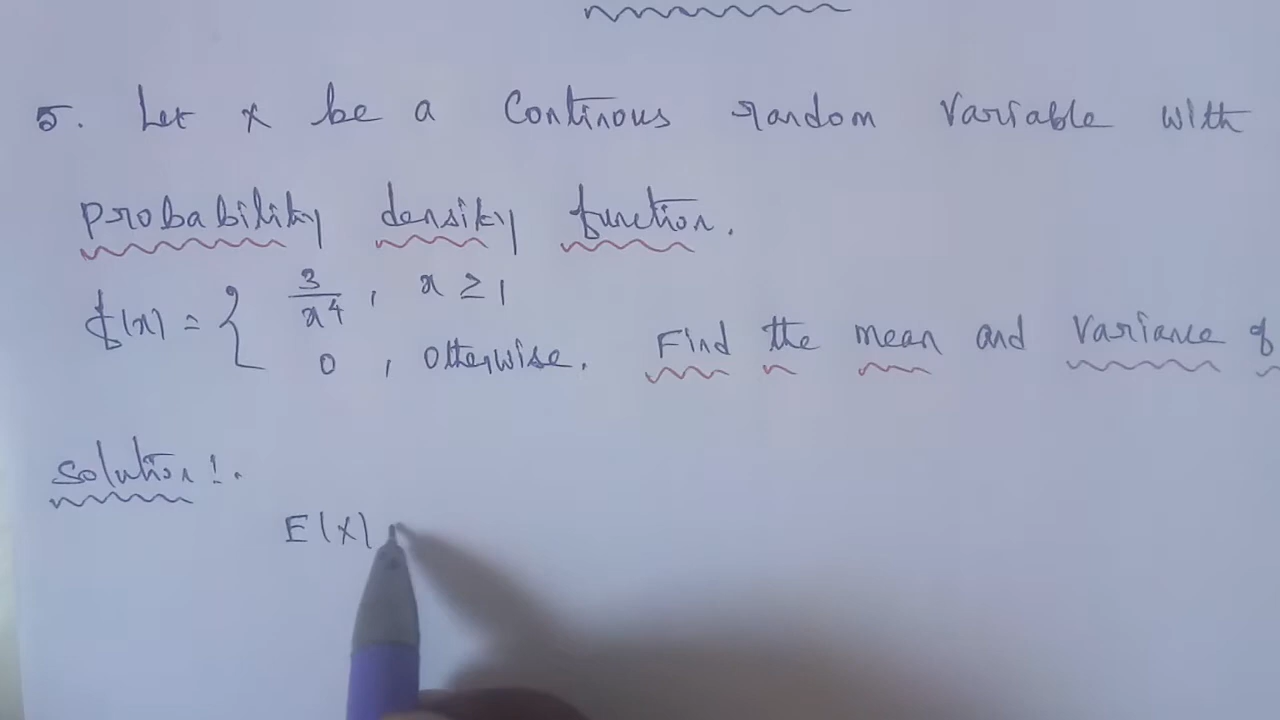 5. Let x be a Continous random Variable with
probability density function.
f(x) = { 3/x⁴ , x ≥ 1
0 , otherwise. Find the mean and variance of
Solution:-
E(X)